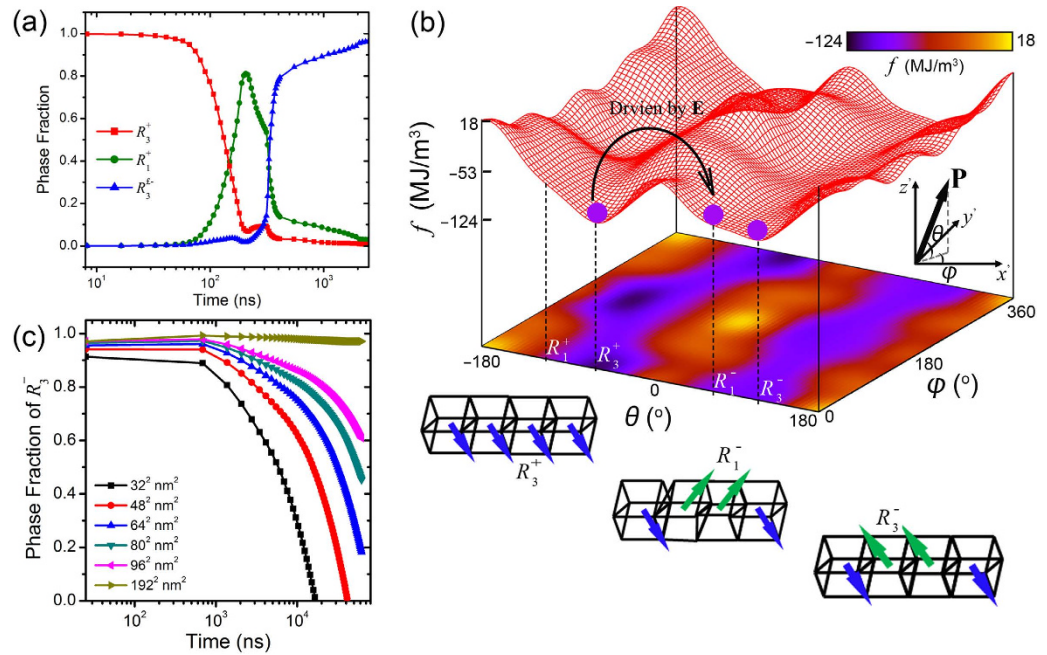 (a)
1.0
0.8
0.6
0.4
0.2
0.0
Phase Fraction
R₃⁺
R₁⁺
R₃ᴱ⁻
10¹
10²
10³
Time (ns)
(b)
−124
18
f (MJ/m³)
18
−53
−124
f (MJ/m³)
Drvien by E
P
z'
y'
x'
θ
φ
−180
0
180
θ (°)
0
180
360
φ (°)
R₁⁺
R₃⁺
R₁⁻
R₃⁻
R₃⁺
R₁⁻
R₃⁻
(c)
1.0
0.8
0.6
0.4
0.2
0.0
Phase Fraction of R₃⁻
32² nm²
48² nm²
64² nm²
80² nm²
96² nm²
192² nm²
10²
10³
10⁴
Time (ns)